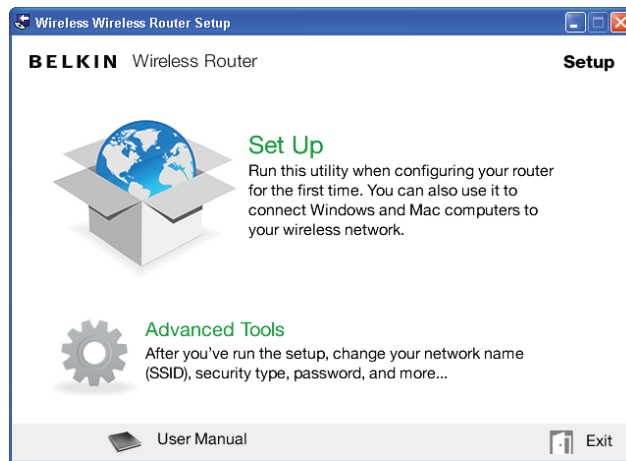 Wireless Wireless Router Setup
BELKIN Wireless Router
Setup
Set Up
Run this utility when configuring your router
for the first time. You can also use it to
connect Windows and Mac computers to
your wireless network.
Advanced Tools
After you’ve run the setup, change your network name
(SSID), security type, password, and more...
User Manual
Exit